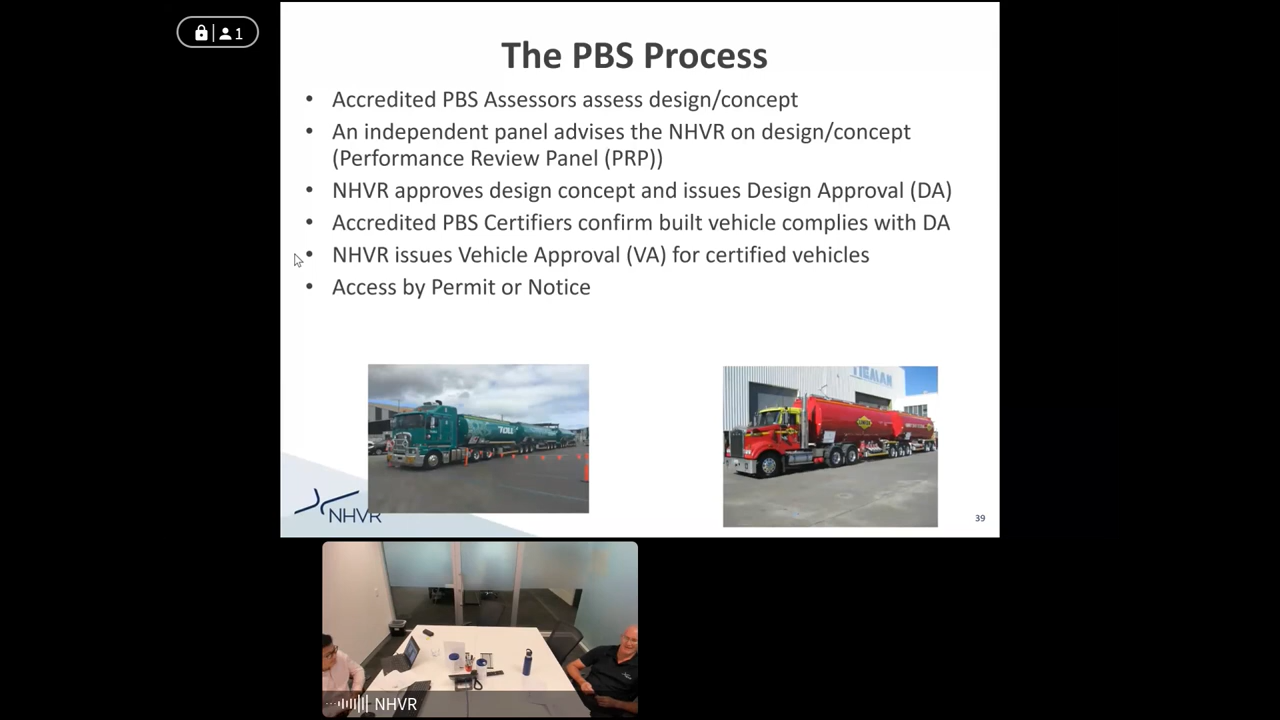 1
The PBS Process
• Accredited PBS Assessors assess design/concept
• An independent panel advises the NHVR on design/concept
(Performance Review Panel (PRP))
• NHVR approves design concept and issues Design Approval (DA)
• Accredited PBS Certifiers confirm built vehicle complies with DA
• NHVR issues Vehicle Approval (VA) for certified vehicles
• Access by Permit or Notice
TOLL
NHVR
39
NHVR